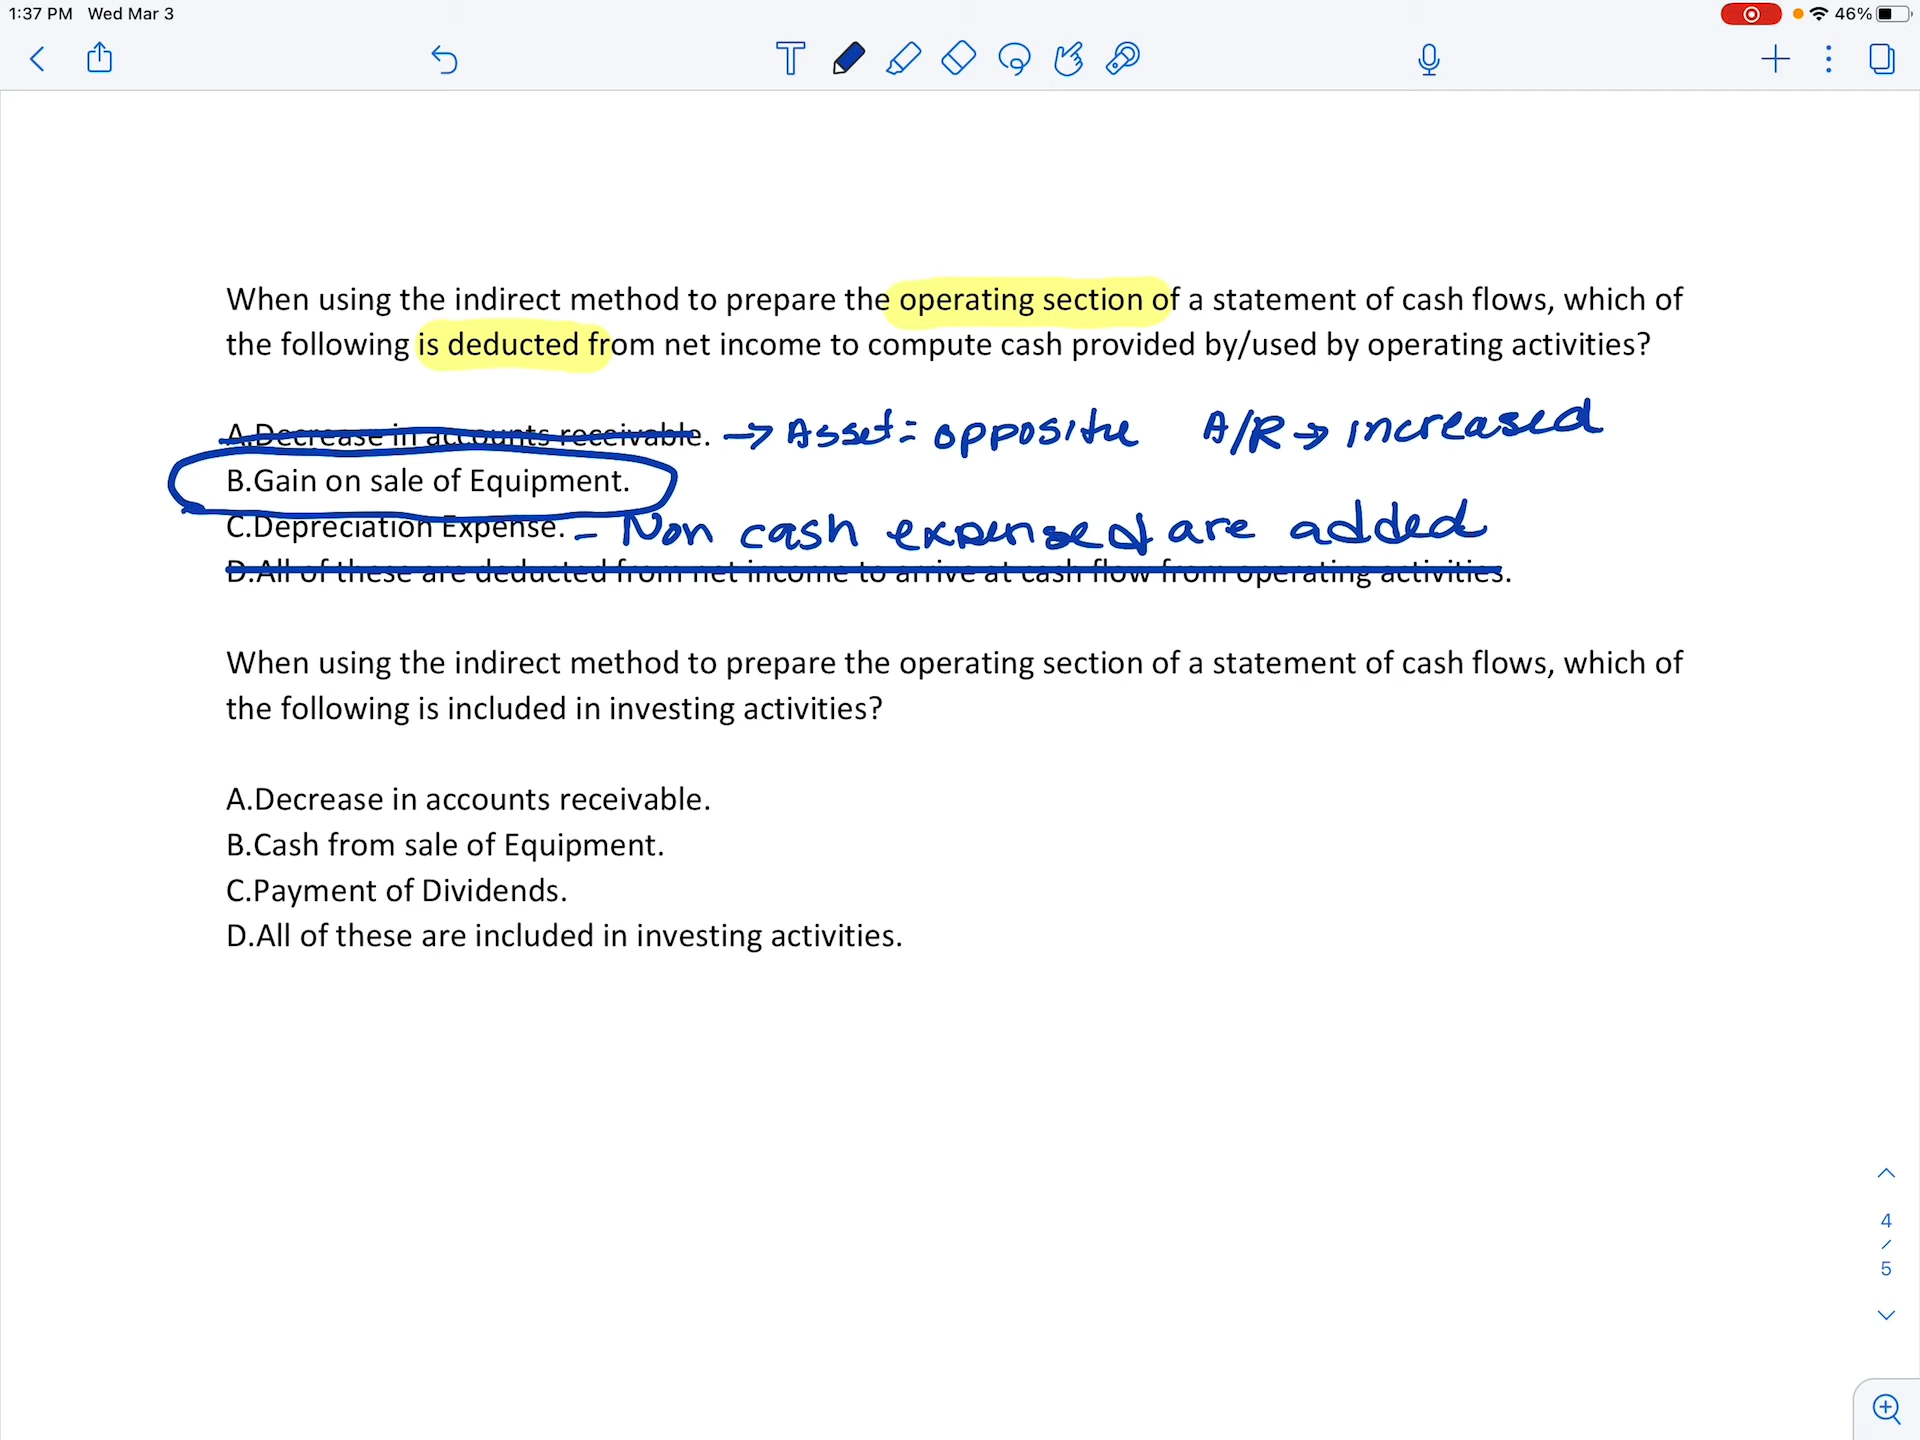 1:37 PM Wed Mar 3 46%
When using the indirect method to prepare the operating section of a statement of cash flows, which of
the following is deducted from net income to compute cash provided by/used by operating activities?
A.Decrease in accounts receivable. → Asset = opposite A/R → increased
B.Gain on sale of Equipment.
C.Depreciation Expense. - Non cash expense are added
D.All of these are deducted from net income to arrive at cash flow from operating activities.
When using the indirect method to prepare the operating section of a statement of cash flows, which of
the following is included in investing activities?
A.Decrease in accounts receivable.
B.Cash from sale of Equipment.
C.Payment of Dividends.
D.All of these are included in investing activities.
4
/
5